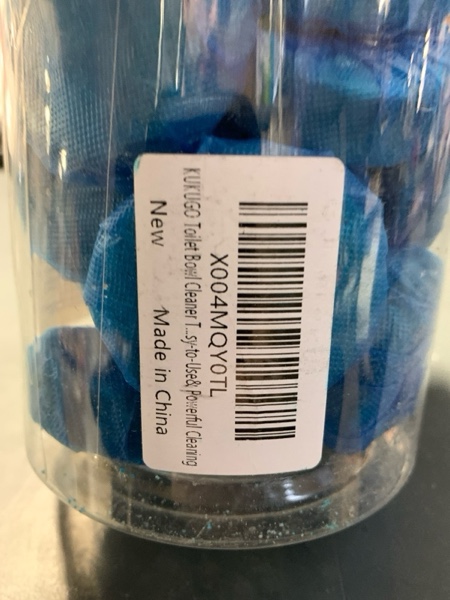 X004MQY0TL
KUKUGO Toilet Bowl Cleaner T...sy-to-Use& Powerful Cleaning
New Made in China